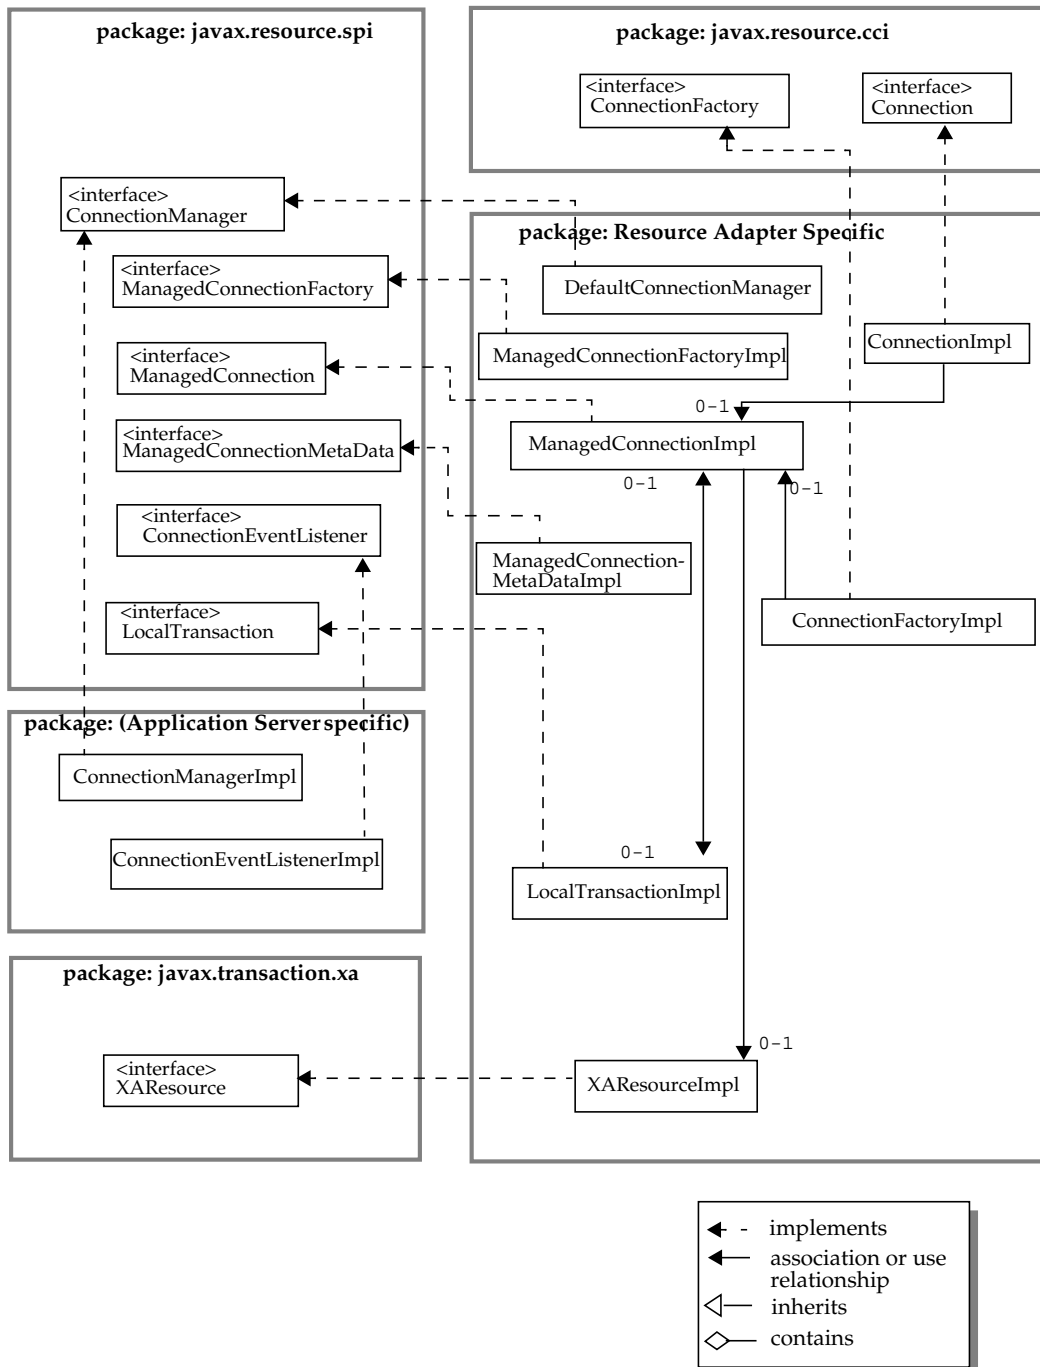 package: javax.resource.spi
<interface>
ConnectionManager
<interface>
ManagedConnectionFactory
<interface>
ManagedConnection
<interface>
ManagedConnectionMetaData
<interface>
ConnectionEventListener
<interface>
LocalTransaction
package: javax.resource.cci
<interface>
ConnectionFactory
<interface>
Connection
package: Resource Adapter Specific
DefaultConnectionManager
ManagedConnectionFactoryImpl
ConnectionImpl
0-1
ManagedConnectionImpl
0-1
0-1
ManagedConnection-
MetaDataImpl
ConnectionFactoryImpl
0-1
LocalTransactionImpl
0-1
XAResourceImpl
package: (Application Server specific)
ConnectionManagerImpl
ConnectionEventListenerImpl
package: javax.transaction.xa
<interface>
XAResource
implements
association or use
relationship
inherits
contains